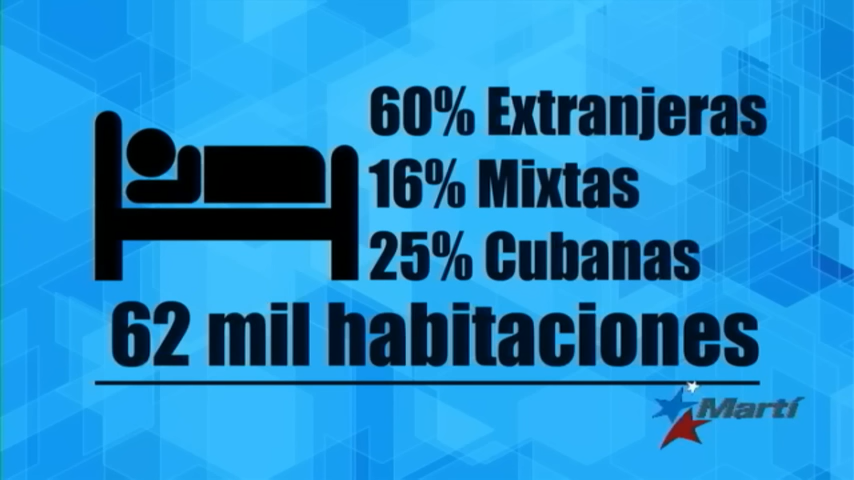 60% Extranjeras
16% Mixtas
25% Cubanas
62 mil habitaciones
Martí